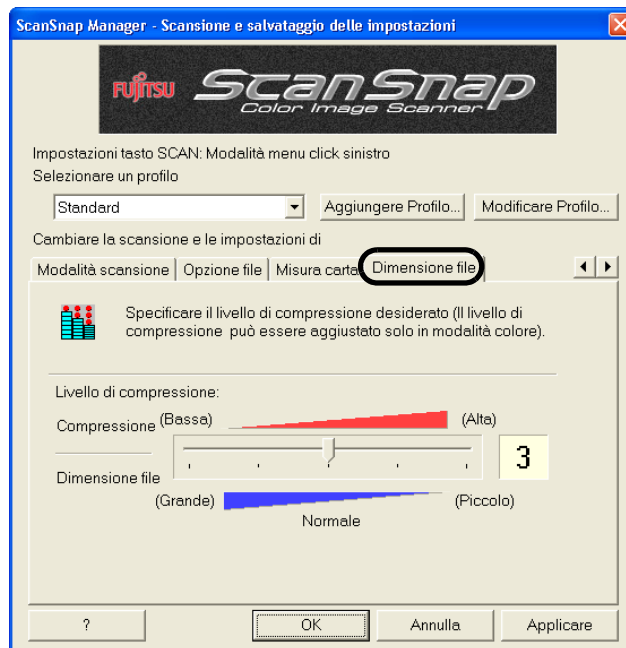 ScanSnap Manager - Scansione e salvataggio delle impostazioni
FUJITSU ScanSnap
Color Image Scanner
Impostazioni tasto SCAN: Modalità menu click sinistro
Selezionare un profilo
Standard Aggiungere Profilo... Modificare Profilo...
Cambiare la scansione e le impostazioni di
Modalità scansione Opzione file Misura carta Dimensione file
Specificare il livello di compressione desiderato (Il livello di
compressione può essere aggiustato solo in modalità colore).
Livello di compressione:
Compressione (Bassa) (Alta)
3
Dimensione file
(Grande) (Piccolo)
Normale
? OK Annulla Applicare